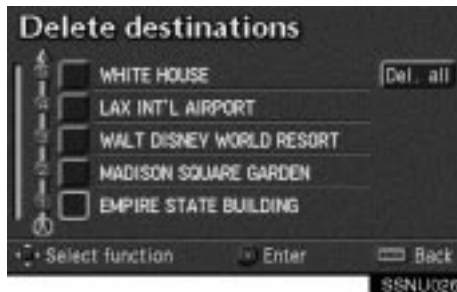 Delete destinations
WHITE HOUSE
Del. all
LAX INT'L AIRPORT
WALT DISNEY WORLD RESORT
MADISON SQUARE GARDEN
EMPIRE STATE BUILDING
Select function Enter Back
SSNU026